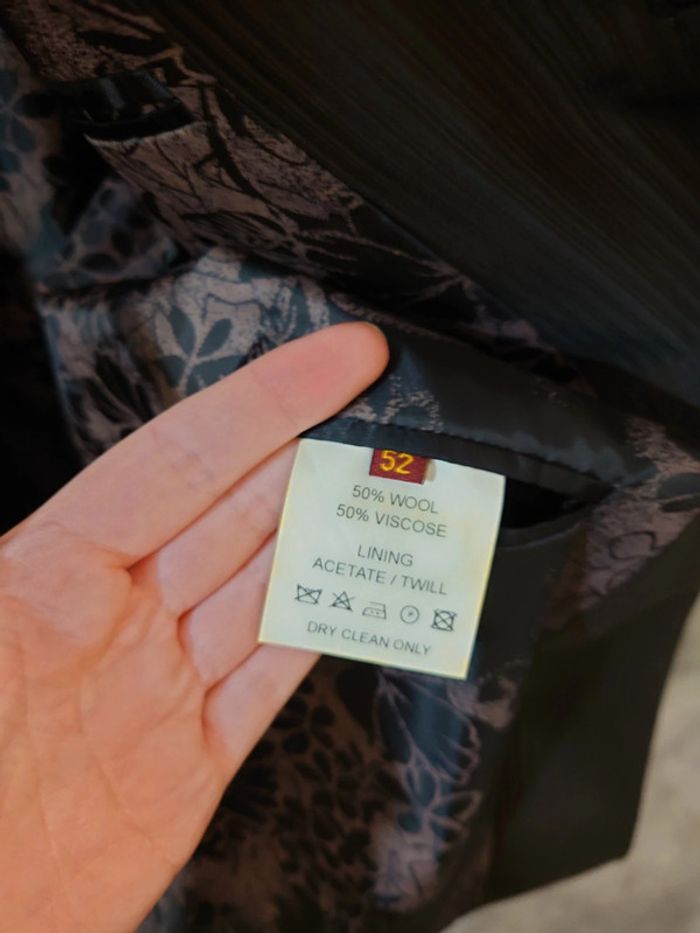 52
50% WOOL
50% VISCOSE
LINING
ACETATE / TWILL
DRY CLEAN ONLY